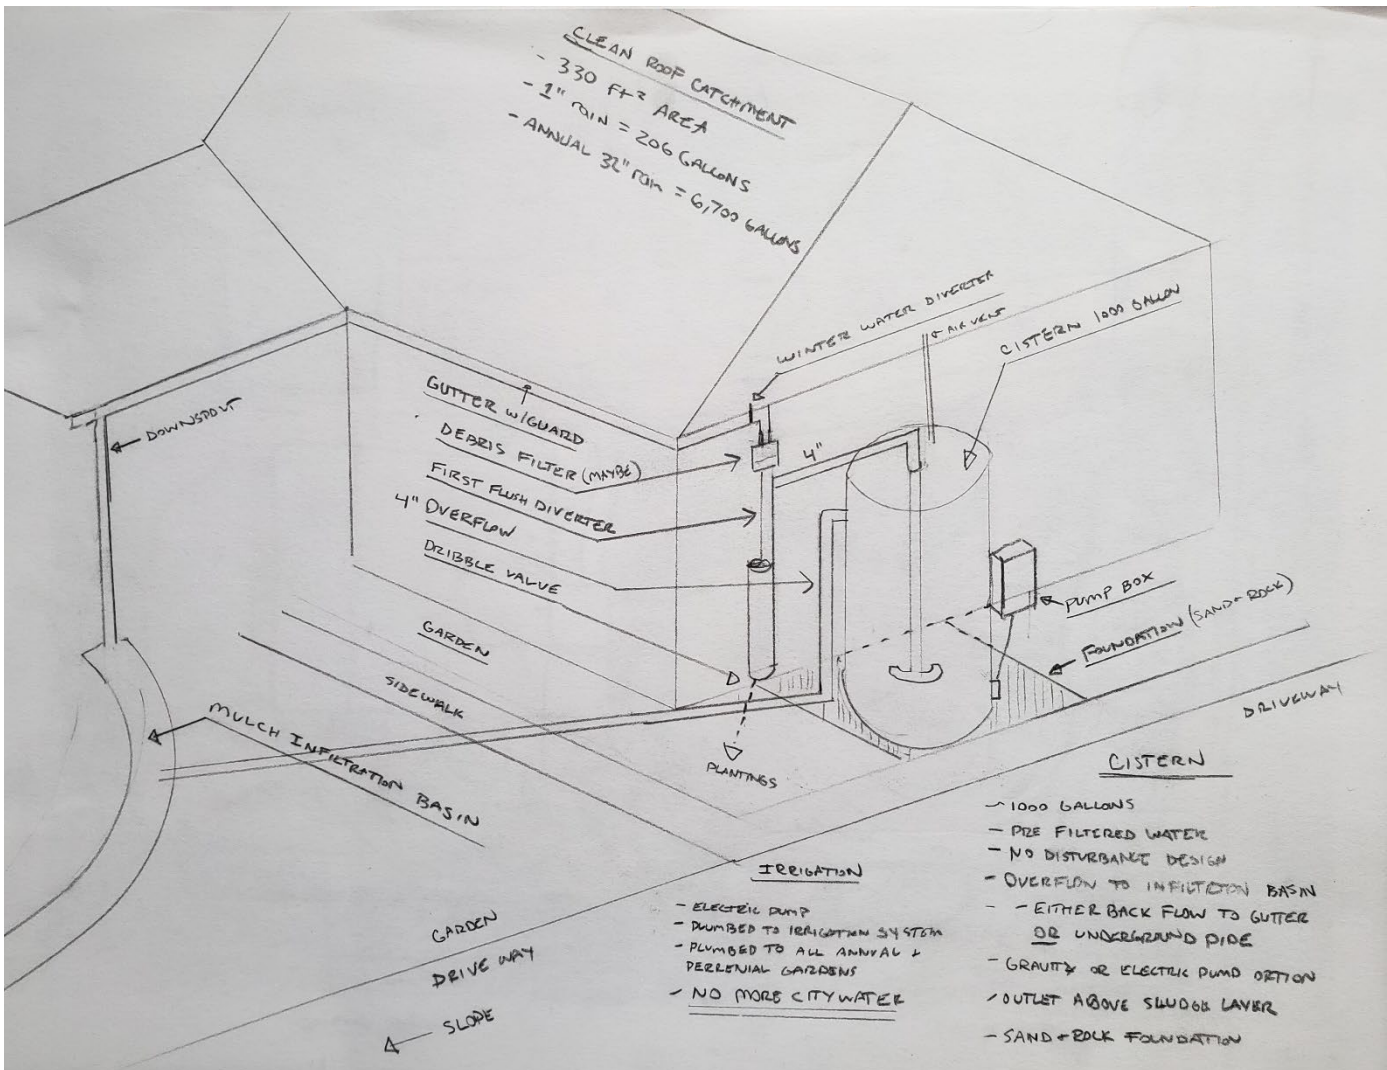 CLEAN ROOF CATCHMENT
- 330 FT² AREA
- 1" rain = 206 GALLONS
- ANNUAL 32" rain = 6,700 GALLONS
WINTER WATER DIVERTER
AIR VENT
CISTERN 1000 GALLON
DOWNSPOUT
GUTTER W/GUARD
DEBRIS FILTER (MAYBE)
FIRST FLUSH DIVERTER
4" OVERFLOW
DRIBBLE VALUE
4"
PUMP BOX
FOUNDATION (SAND + ROCK)
GARDEN
SIDEWALK
MULCH INFILTRATION BASIN
PLANTINGS
DRIVEWAY
GARDEN
DRIVE WAY
SLOPE
IRRIGATION
- ELECTRIC PUMP
- PLUMBED TO IRRIGATION SYSTEM
- PLUMBED TO ALL ANNUAL +
PERRENIAL GARDENS
- NO MORE CITY WATER
CISTERN
- 1000 GALLONS
- PRE FILTERED WATER
- NO DISTURBANCE DESIGN
- OVERFLOW TO INFILTRTON BASIN
- - EITHER BACK FLOW TO GUTTER
OR UNDERGROUND PIPE
- GRAVITY OR ELECTRIC PUMP OPTION
- OUTLET ABOVE SLUDGE LAYER
- SAND + ROCK FOUNDATION